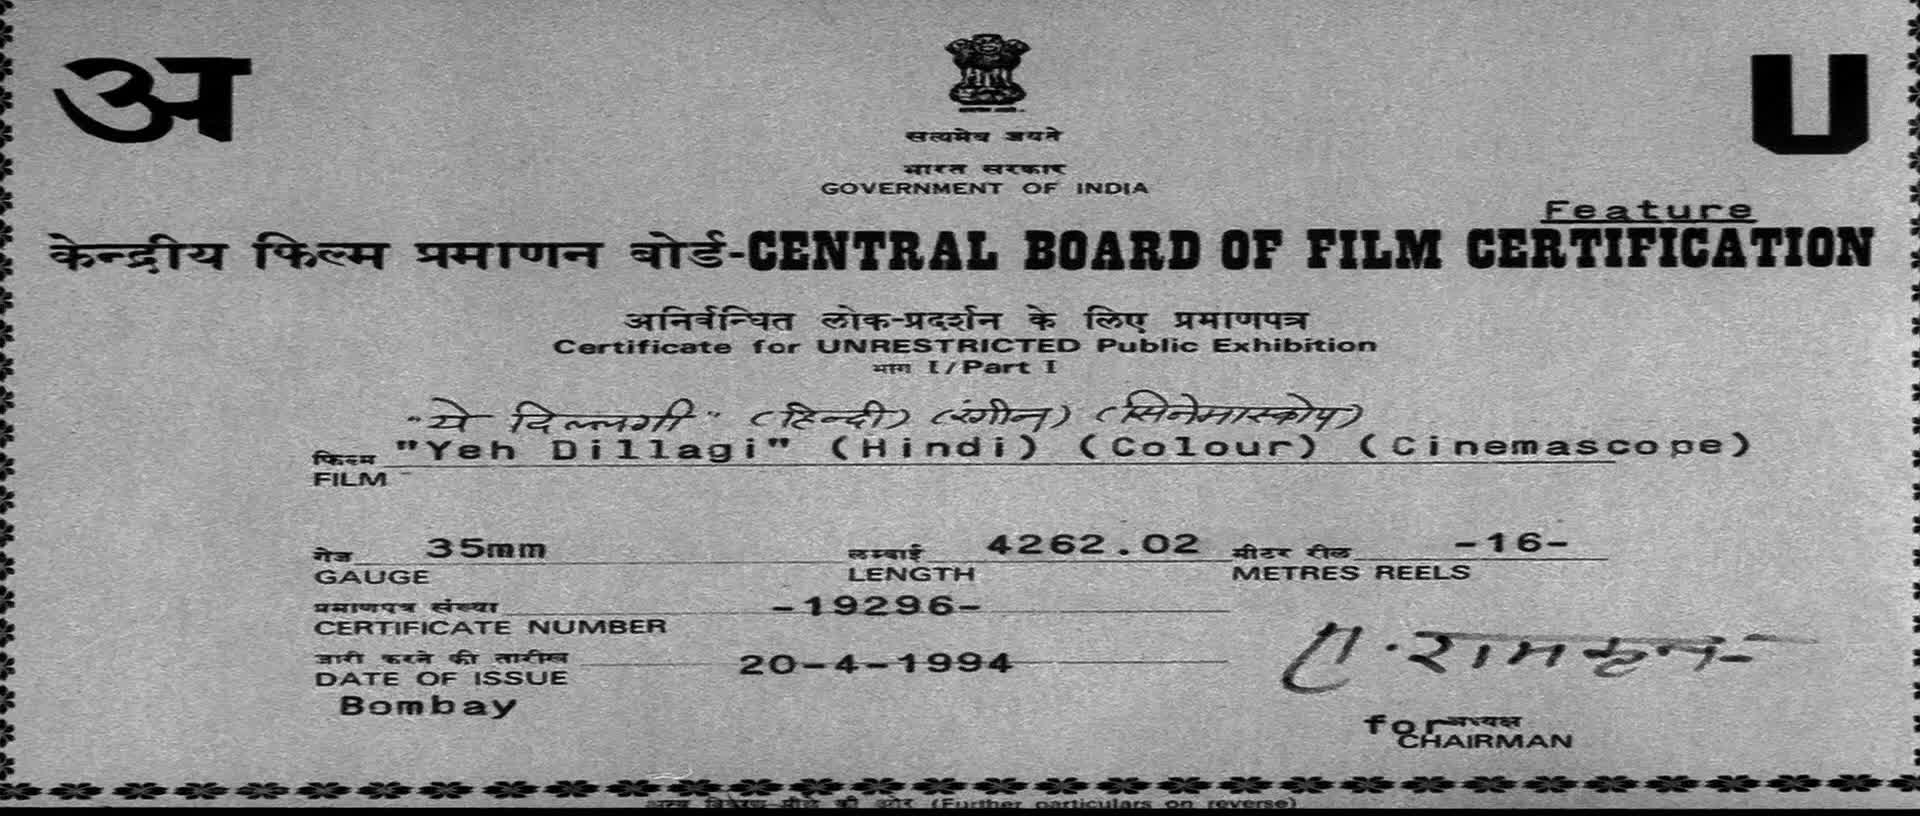 अ
U
सत्यमेव जयते
भारत सरकार
GOVERNMENT OF INDIA
Feature
केन्द्रीय फिल्म प्रमाणन बोर्ड-CENTRAL BOARD OF FILM CERTIFICATION
अनिर्बन्धित लोक-प्रदर्शन के लिए प्रमाणपत्र
Certificate for UNRESTRICTED Public Exhibition
भाग I/Part I
"ये दिल्लगी" (हिन्दी) (रंगीन) (सिनेमास्कोप)
फिल्म "Yeh Dillagi" (Hindi) (Colour) (Cinemascope)
FILM
गेज 35mm लम्बाई 4262.02 मीटर रील -16-
GAUGE LENGTH METRES REELS
प्रमाणपत्र संख्या -19296-
CERTIFICATE NUMBER
जारी करने की तारीख 20-4-1994
DATE OF ISSUE
Bombay
for अध्यक्ष
CHAIRMAN
(Further particulars on reverse)